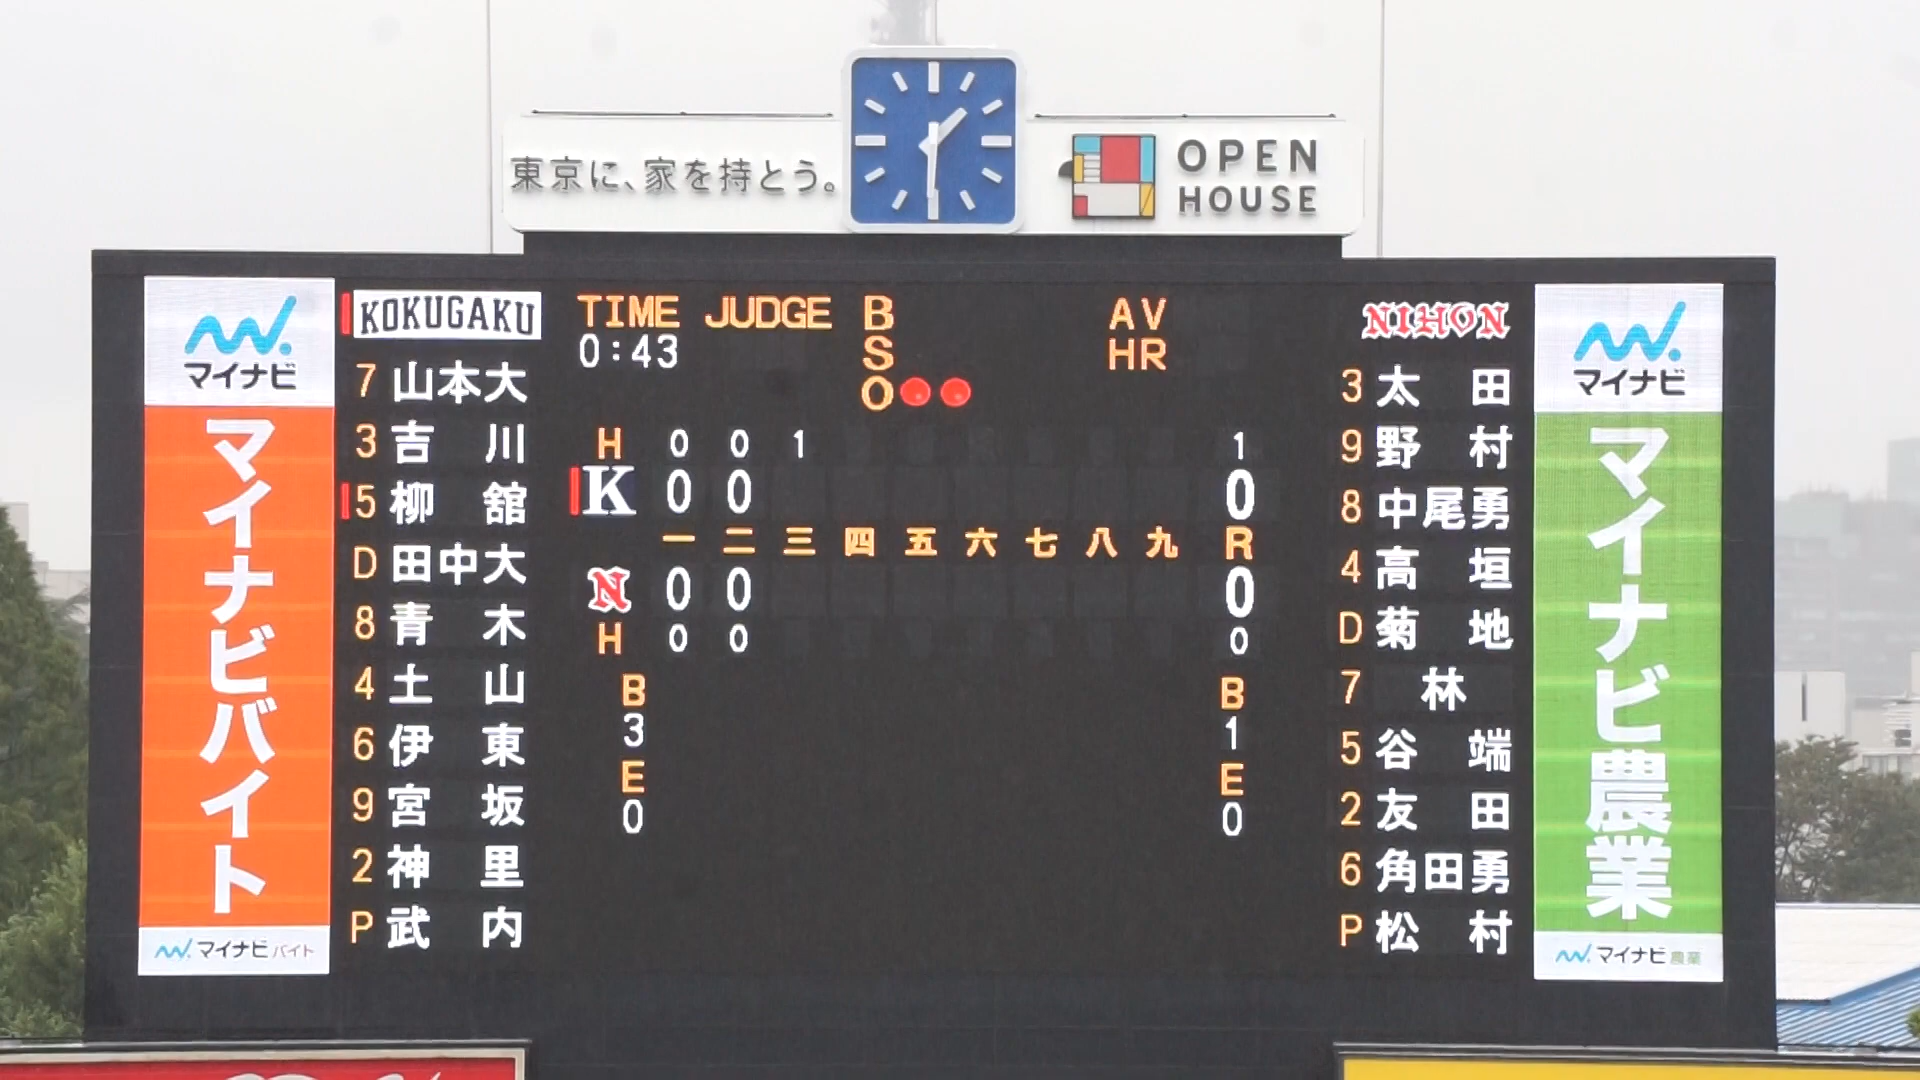 東京に、家を持とう。
OPEN
HOUSE
マイナビ
マイナビバイト
マイナビバイト
KOKUGAKU
7 山本大
3 吉川
5 柳舘
D 田中大
8 青木
4 土山
6 伊東
9 宮坂
2 神里
P 武内
TIME JUDGE B AV
0:43 S HR
O
H 0 0 1 1
K 0 0 0
一 二 三 四 五 六 七 八 九 R
N 0 0 0
H 0 0 0
B B
3 1
E E
0 0
NIHON
3 太田
9 野村
8 中尾勇
4 高垣
D 菊地
7 林
5 谷端
2 友田
6 角田勇
P 松村
マイナビ
マイナビ農業
マイナビ農業